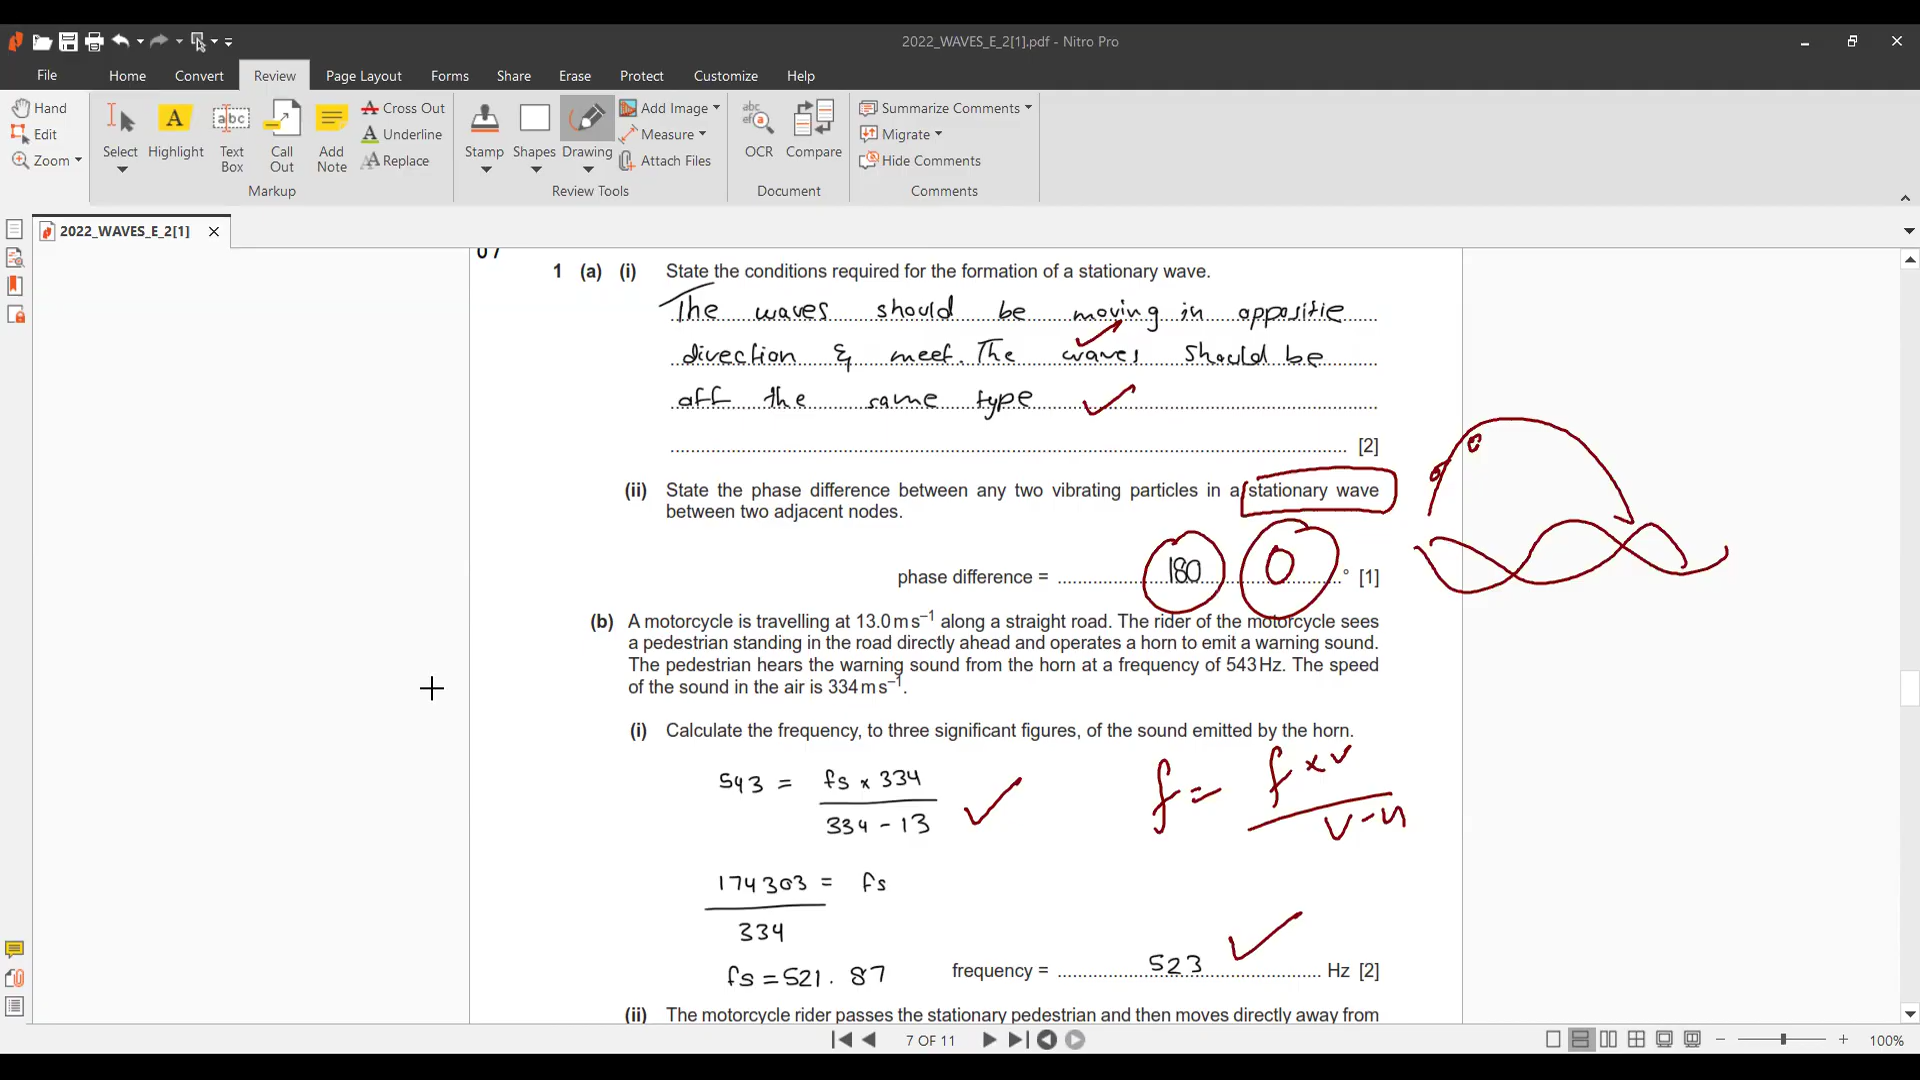 2022_WAVES_E_2[1].pdf - Nitro Pro
File Home Convert Review Page Layout Forms Share Erase Protect Customize Help
Hand
Edit
Zoom
Select
Highlight
Text Box
Call Out
Add Note
Cross Out
Underline
Replace
Markup
Stamp
Shapes
Drawing
Add Image
Measure
Attach Files
Review Tools
OCR
Compare
Document
Summarize Comments
Migrate
Hide Comments
Comments
2022_WAVES_E_2[1]
07
1 (a) (i) State the conditions required for the formation of a stationary wave.
The waves should be moving in oppositie
direction & meet. The waves should be
off the same type
[2]
(ii) State the phase difference between any two vibrating particles in a stationary wave
between two adjacent nodes.
phase difference = 180 0 ° [1]
(b) A motorcycle is travelling at 13.0 m s⁻¹ along a straight road. The rider of the motorcycle sees
a pedestrian standing in the road directly ahead and operates a horn to emit a warning sound.
The pedestrian hears the warning sound from the horn at a frequency of 543 Hz. The speed
of the sound in the air is 334 m s⁻¹.
(i) Calculate the frequency, to three significant figures, of the sound emitted by the horn.
543 = fs x 334
334 - 13
f = f x v
v - u
174303 = fs
334
fs = 521. 87
frequency = 523 Hz [2]
(ii) The motorcycle rider passes the stationary pedestrian and then moves directly away from
7 OF 11
100%